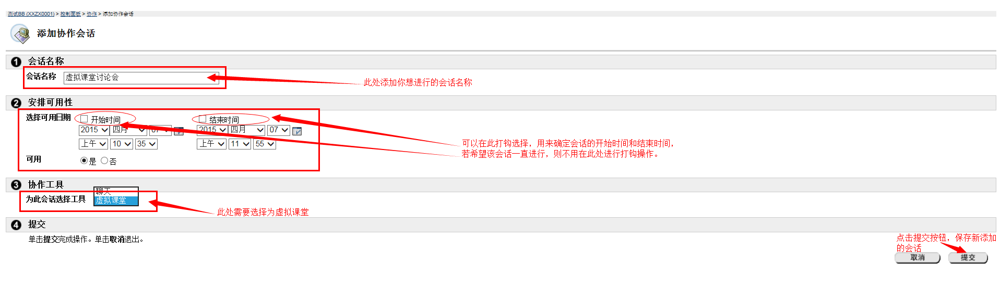 测试BB (XXZX0001) > 控制面板 > 协作 > 添加协作会话
添加协作会话
1 会话名称
会话名称 虚拟课堂讨论会
此处添加你想进行的会话名称
2 安排可用性
选择可用日期 开始时间 结束时间
2015 四月 07 2015 四月 07
上午 10 35 上午 11 55
可以在此打钩选择，用来确定会话的开始时间和结束时间，
若希望该会话一直进行，则不用在此处进行打钩操作。
可用 是 否
3 协作工具
聊天
为此会话选择工具 虚拟课堂
此处需要选择为虚拟课堂
4 提交
单击提交完成操作。单击取消退出。
点击提交按钮，保存新添加
的会话
取消 提交